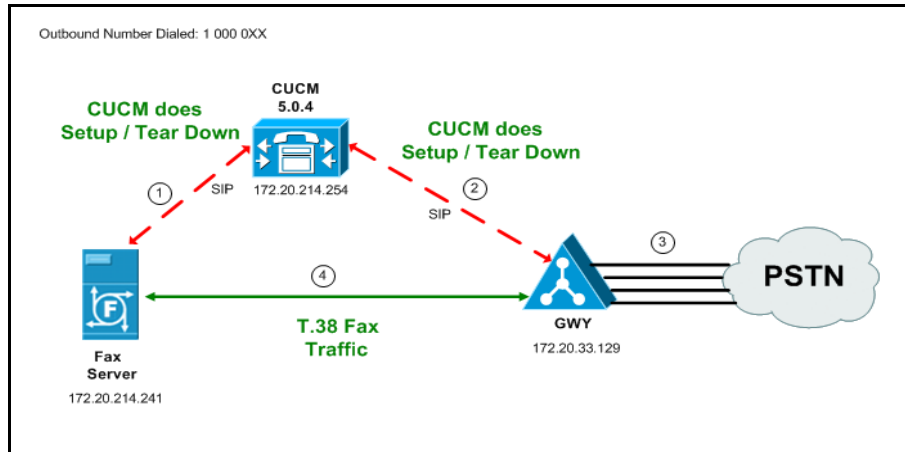 Outbound Number Dialed: 1 000 0XX
CUCM
5.0.4
CUCM does
Setup / Tear Down
CUCM does
Setup / Tear Down
1
SIP
172.20.214.254
2
SIP
3
PSTN
4
F
T.38 Fax
Traffic
GWY
172.20.33.129
Fax
Server
172.20.214.241